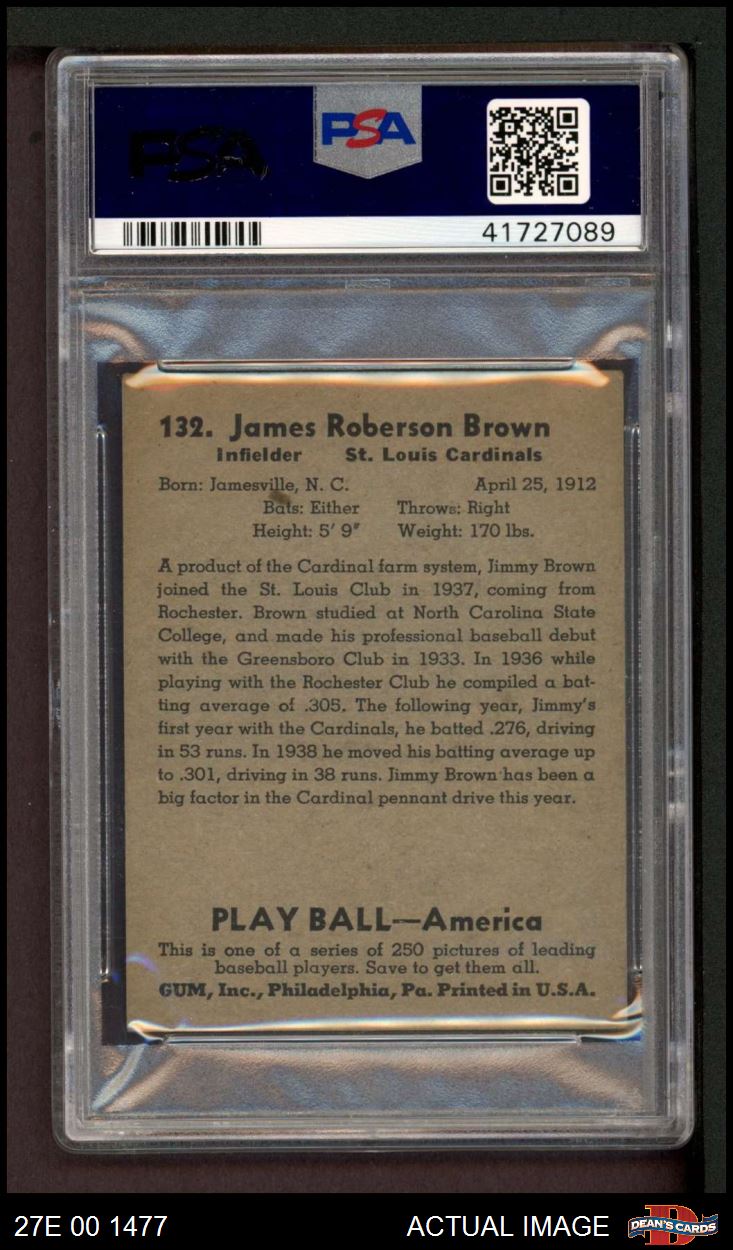 PSA
PSA
41727089
132. James Roberson Brown
Infielder St. Louis Cardinals
Born: Jamesville, N. C. April 25, 1912
Bats: Either Throws: Right
Height: 5' 9" Weight: 170 lbs.
A product of the Cardinal farm system, Jimmy Brown
joined the St. Louis Club in 1937, coming from
Rochester. Brown studied at North Carolina State
College, and made his professional baseball debut
with the Greensboro Club in 1933. In 1936 while
playing with the Rochester Club he compiled a bat-
ting average of .305. The following year, Jimmy's
first year with the Cardinals, he batted .276, driving
in 53 runs. In 1938 he moved his batting average up
to .301, driving in 38 runs. Jimmy Brown has been a
big factor in the Cardinal pennant drive this year.
PLAY BALL—America
This is one of a series of 250 pictures of leading
baseball players. Save to get them all.
GUM, Inc., Philadelphia, Pa. Printed in U.S.A.
27E 00 1477 ACTUAL IMAGE D DEAN'S CARDS